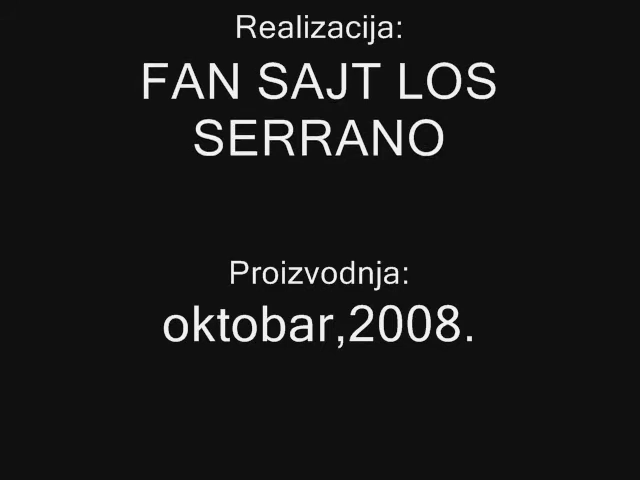 Realizacija:
FAN SAJT LOS
SERRANO
Proizvodnja:
oktobar,2008.